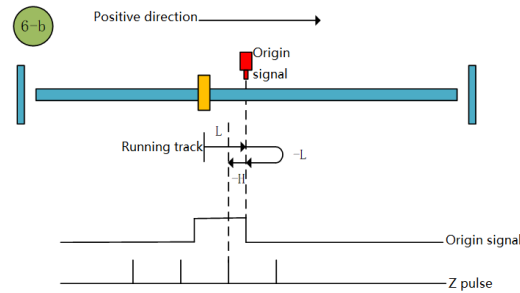 6-b
Positive direction
Origin
signal
L
Running track
-L
-H
Origin signal
Z pulse